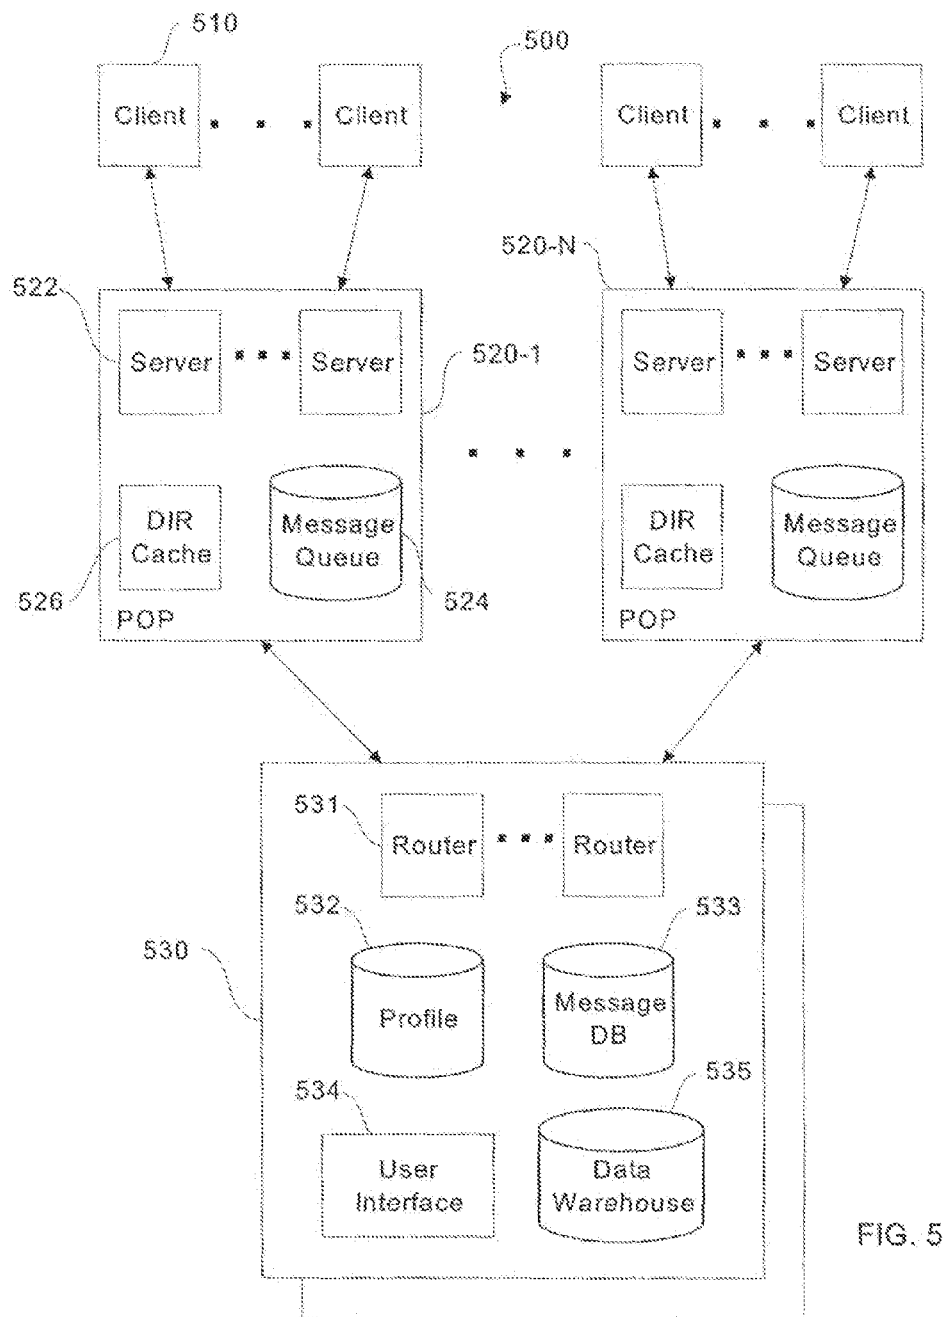 510
500
Client
Client
Client
Client
520-N
522
Server
Server
520-1
Server
Server
DIR
Cache
Message
Queue
DIR
Cache
Message
Queue
526
524
POP
POP
531
Router
Router
532
533
530
Profile
Message
DB
534
535
User
Interface
Data
Warehouse
FIG. 5